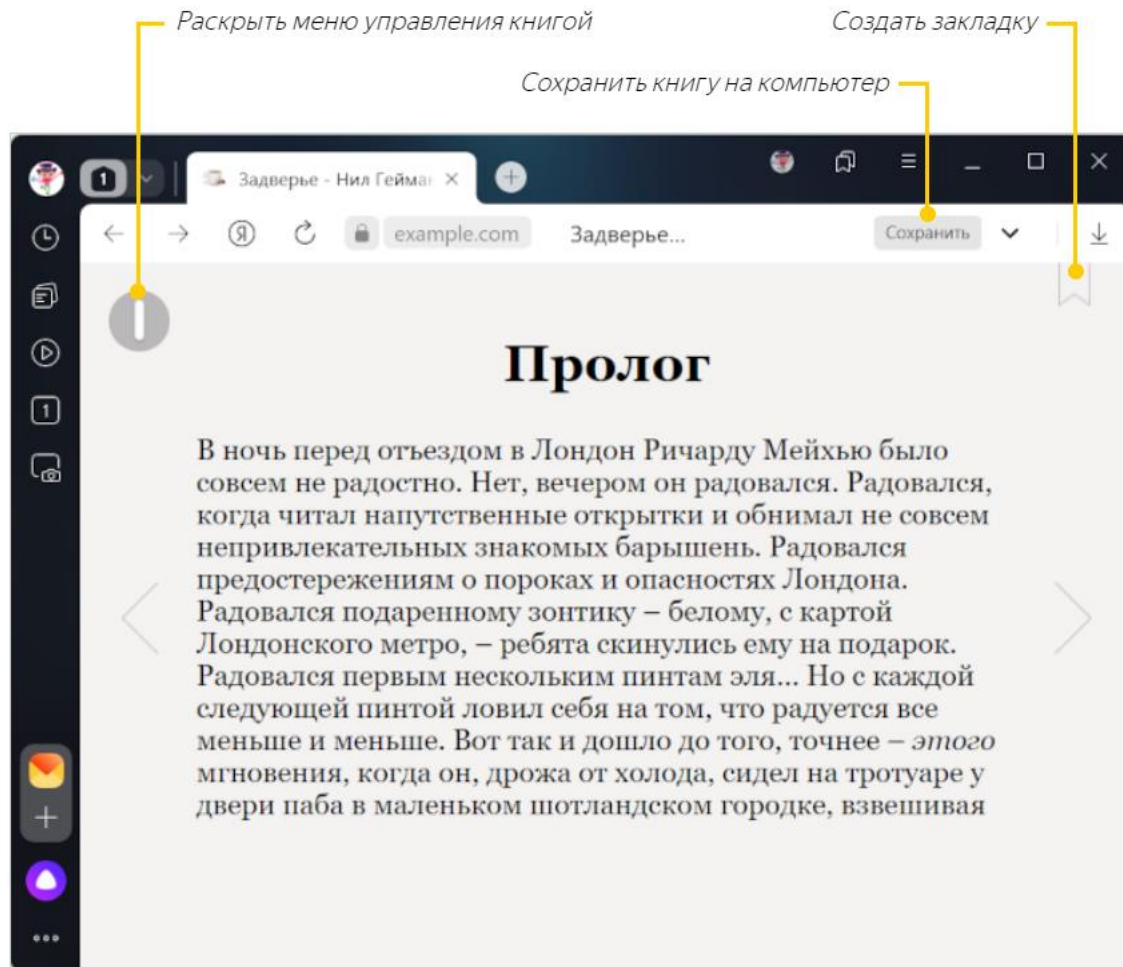 Раскрыть меню управления книгой
Создать закладку
Сохранить книгу на компьютер
1
Задверье - Нил Гейман
Я
example.com
Задверье...
Сохранить
1
Пролог
В ночь перед отъездом в Лондон Ричарду Мейхью было
совсем не радостно. Нет, вечером он радовался. Радовался,
когда читал напутственные открытки и обнимал не совсем
непривлекательных знакомых барышень. Радовался
предостережениям о пороках и опасностях Лондона.
Радовался подаренному зонтику – белому, с картой
Лондонского метро, – ребята скинулись ему на подарок.
Радовался первым нескольким пинтам эля... Но с каждой
следующей пинтой ловил себя на том, что радуется все
меньше и меньше. Вот так и дошло до того, точнее – этого
мгновения, когда он, дрожа от холода, сидел на тротуаре у
двери паба в маленьком шотландском городке, взвешивая